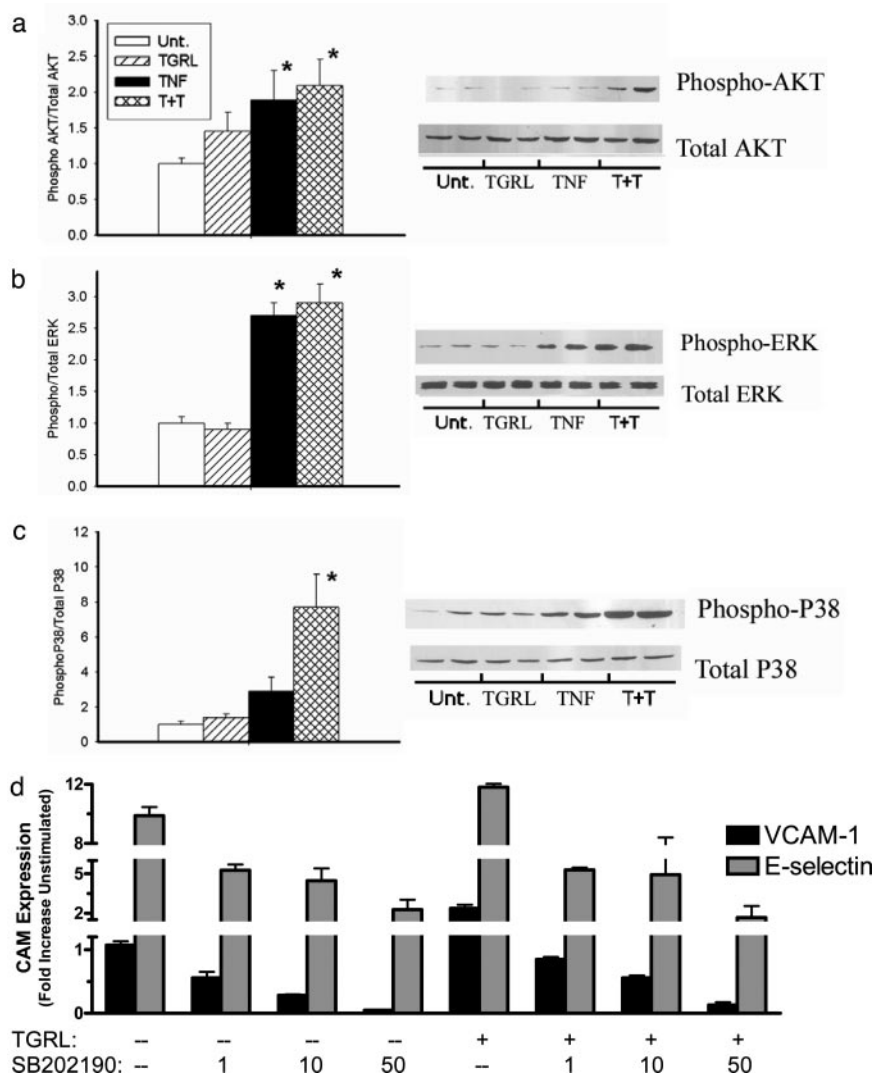 a
Phospho AKT/Total AKT
2.5
2.0
1.5
1.0
0.5
0.0
Unt.
TGRL
TNF
T+T
*
*
Phospho-AKT
Total AKT
Unt. TGRL TNF T+T
b
Phospho/Total ERK
3.0
2.5
2.0
1.5
1.0
0.5
0.0
*
*
Phospho-ERK
Total ERK
Unt. TGRL TNF T+T
c
PhosphoP38/Total P38
12
10
8
6
4
2
0
*
Phospho-P38
Total P38
Unt. TGRL TNF T+T
d
CAM Expression
(Fold Increase Unstimulated)
12
8
5
2
1
0
VCAM-1
E-selectin
TGRL: -- -- -- -- + + + +
SB202190: -- 1 10 50 -- 1 10 50